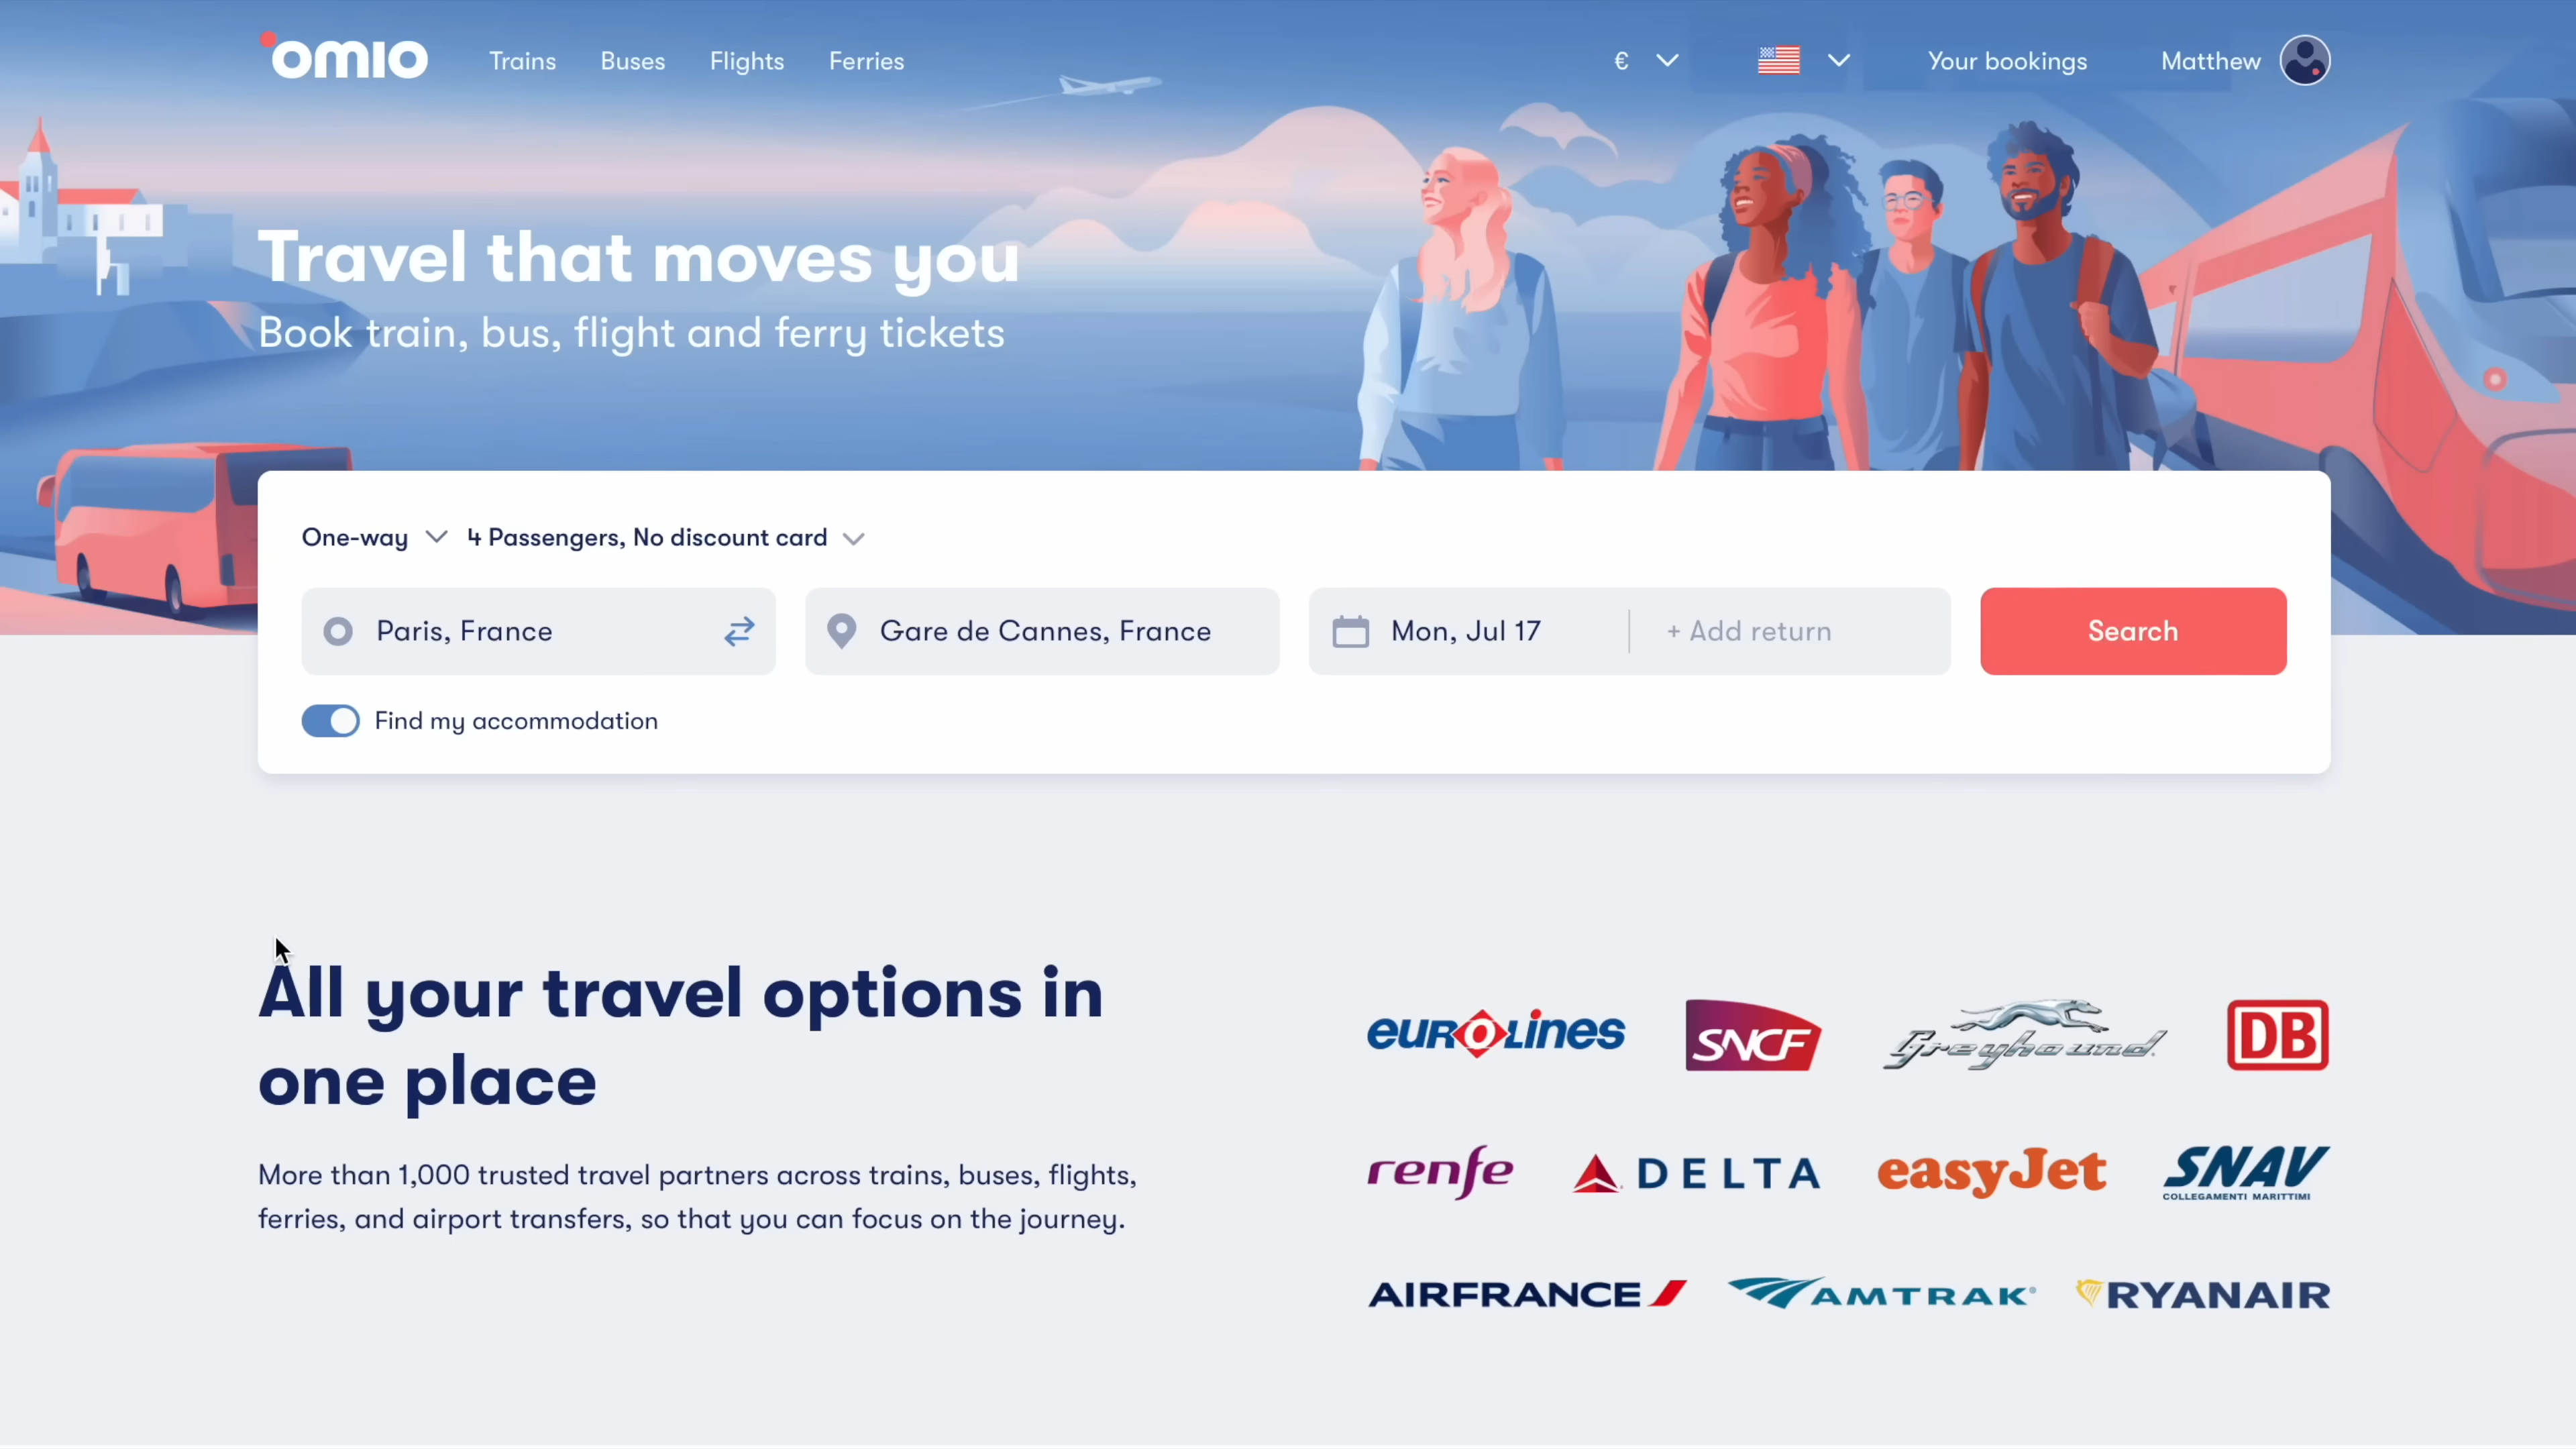 omio
Trains
Buses
Flights
Ferries
€
Your bookings
Matthew
Travel that moves you
Book train, bus, flight and ferry tickets
One-way
4 Passengers, No discount card
Paris, France
Gare de Cannes, France
Mon, Jul 17
+ Add return
Search
Find my accommodation
All your travel options in
one place
More than 1,000 trusted travel partners across trains, buses, flights,
ferries, and airport transfers, so that you can focus on the journey.
eurolines
SNCF
Greyhound
DB
renfe
DELTA
easyJet
SNAV
COLLEGAMENTI MARITTIMI
AIRFRANCE
AMTRAK®
RYANAIR